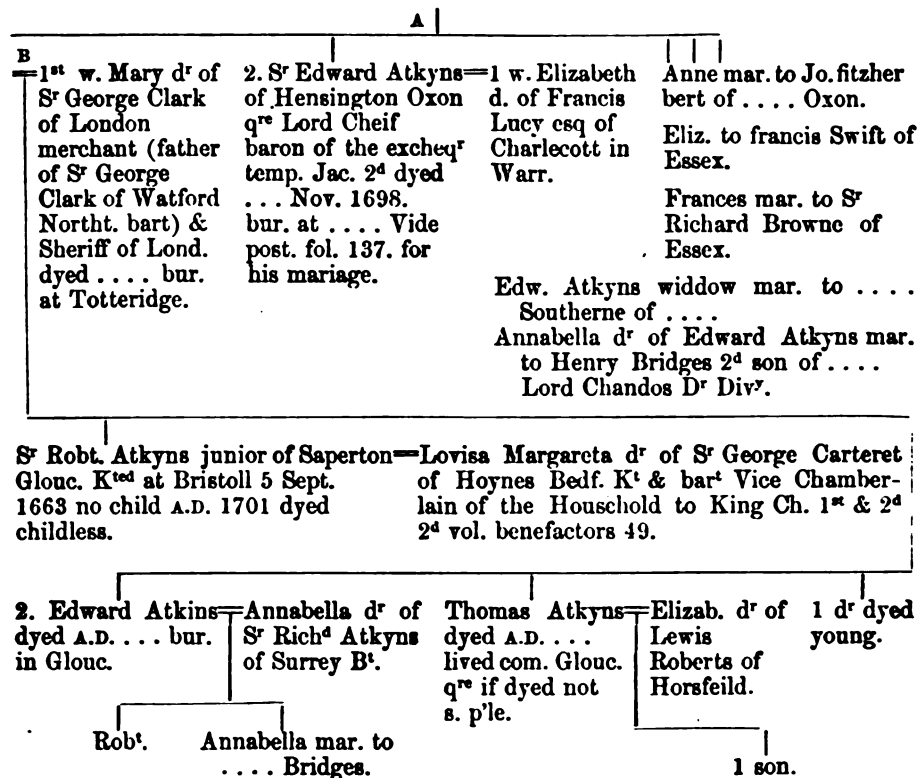 A
B
=1st w. Mary dr of
Sr George Clark
of London
merchant (father
of Sr George
Clark of Watford
Northt. bart) &
Sheriff of Lond.
dyed .... bur.
at Totteridge.
2. Sr Edward Atkyns=
of Hensington Oxon
qre Lord Cheif
baron of the excheqr
temp. Jac. 2d dyed
... Nov. 1698.
bur. at .... Vide
post. fol. 137. for
his mariage.
1 w. Elizabeth
d. of Francis
Lucy esq of
Charlecott in
Warr.
Anne mar. to Jo. fitzher
bert of .... Oxon.
Eliz. to francis Swift of
Essex.
Frances mar. to Sr
Richard Browne of
Essex.
Edw. Atkyns widdow mar. to ....
Southerne of ....
Annabella dr of Edward Atkyns mar.
to Henry Bridges 2d son of ....
Lord Chandos Dr Divy.
Sr Robt. Atkyns junior of Saperton=
Glouc. Kted at Bristoll 5 Sept.
1663 no child A.D. 1701 dyed
childless.
Lovisa Margareta dr of Sr George Carteret
of Hoynes Bedf. Kt & bart Vice Chamber-
lain of the Household to King Ch. 1st & 2d
2d vol. benefactors 49.
2. Edward Atkins=
dyed A.D. .... bur.
in Glouc.
Annabella dr of
Sr Richd Atkyns
of Surrey Bt.
Thomas Atkyns=
dyed A.D. ....
lived com. Glouc.
qre if dyed not
s. p'le.
Elizab. dr of
Lewis
Roberts of
Horsfeild.
1 dr dyed
young.
Robt.
Annabella mar. to
.... Bridges.
1 son.